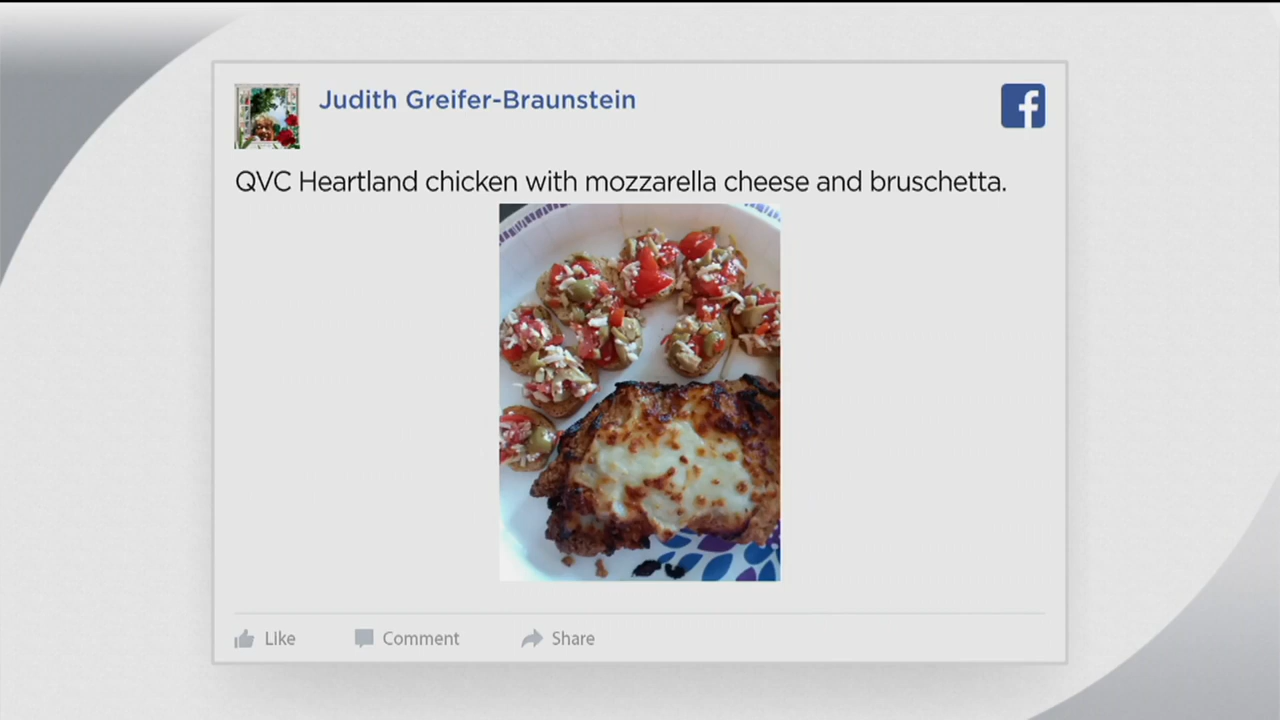 Judith Greifer-Braunstein
f
QVC Heartland chicken with mozzarella cheese and bruschetta.
Like
Comment
Share